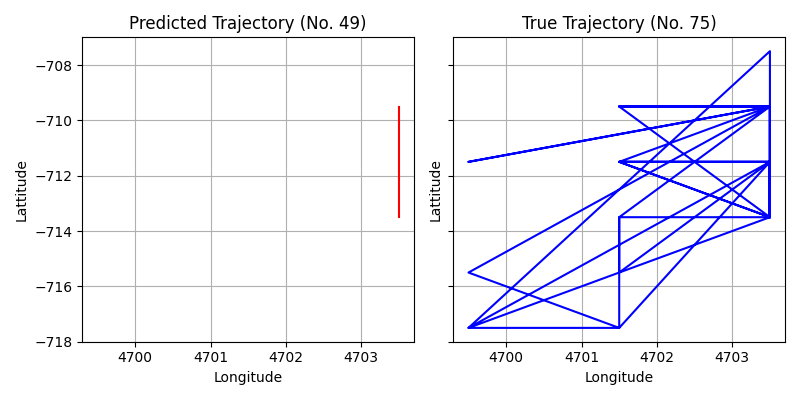 Predicted Trajectory (No. 49)
True Trajectory (No. 75)
Lattitude
−708
−710
−712
−714
−716
−718
4700
4701
4702
4703
Longitude
Lattitude
4700
4701
4702
4703
Longitude